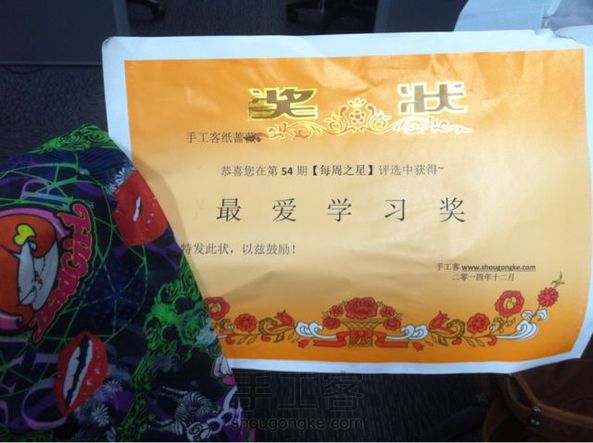 奖 状
手工客纸蔷薇
恭喜您在第 54 期【每周之星】评选中获得~
最 爱 学 习 奖
特发此状，以兹鼓励！
手工客 www.shougongke.com
二零一四年十二月
手工客
shougongke.com